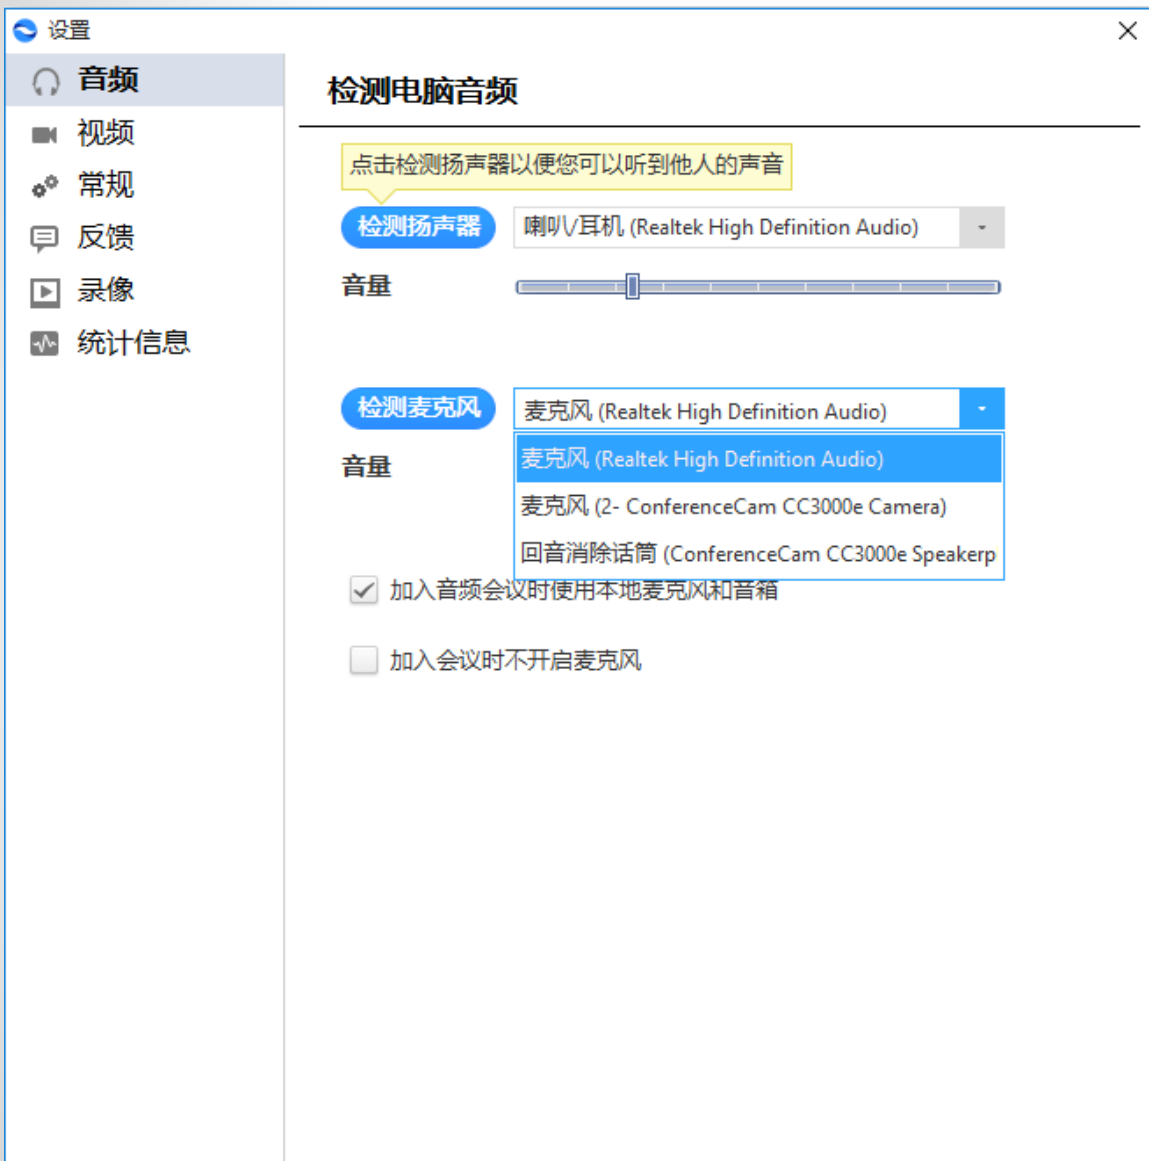 设置
音频
视频
常规
反馈
录像
统计信息
检测电脑音频
点击检测扬声器以便您可以听到他人的声音
检测扬声器 喇叭/耳机 (Realtek High Definition Audio)
音量
检测麦克风 麦克风 (Realtek High Definition Audio)
音量
麦克风 (Realtek High Definition Audio)
麦克风 (2- ConferenceCam CC3000e Camera)
回音消除话筒 (ConferenceCam CC3000e Speakerp
加入音频会议时使用本地麦克风和音箱
加入会议时不开启麦克风